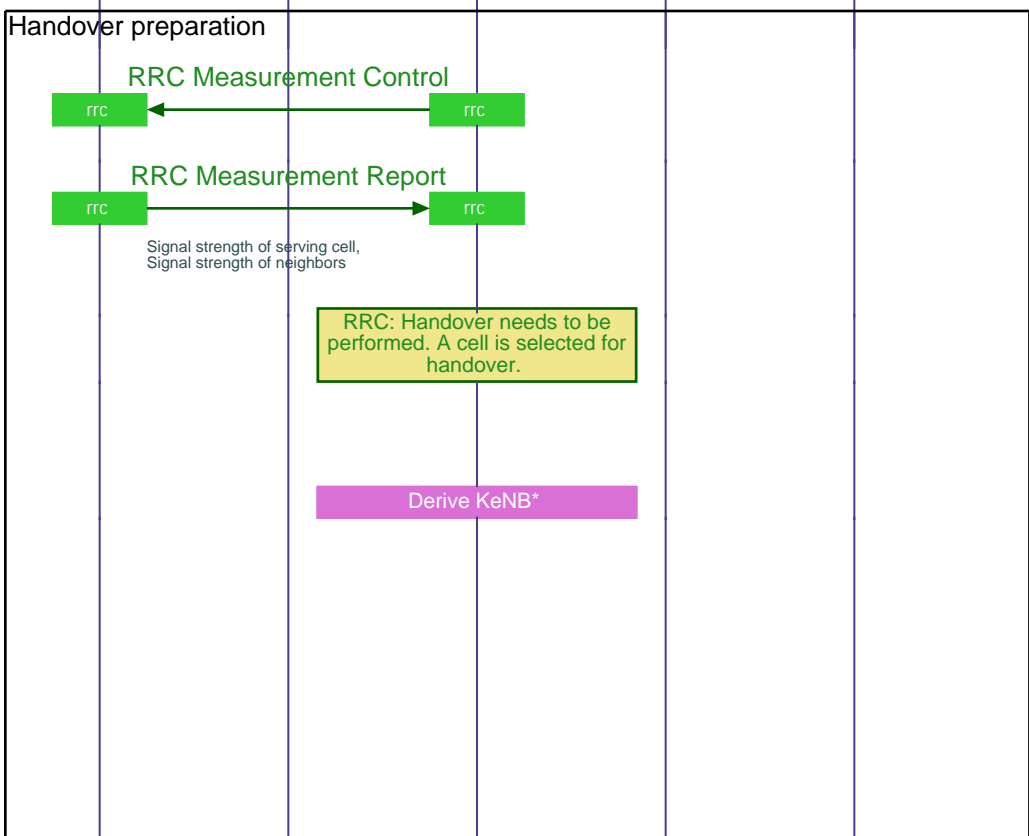 Handover preparation
RRC Measurement Control
rrc
rrc
RRC Measurement Report
rrc
rrc
Signal strength of serving cell,
Signal strength of neighbors
RRC: Handover needs to be
performed. A cell is selected for
handover.
Derive KeNB*